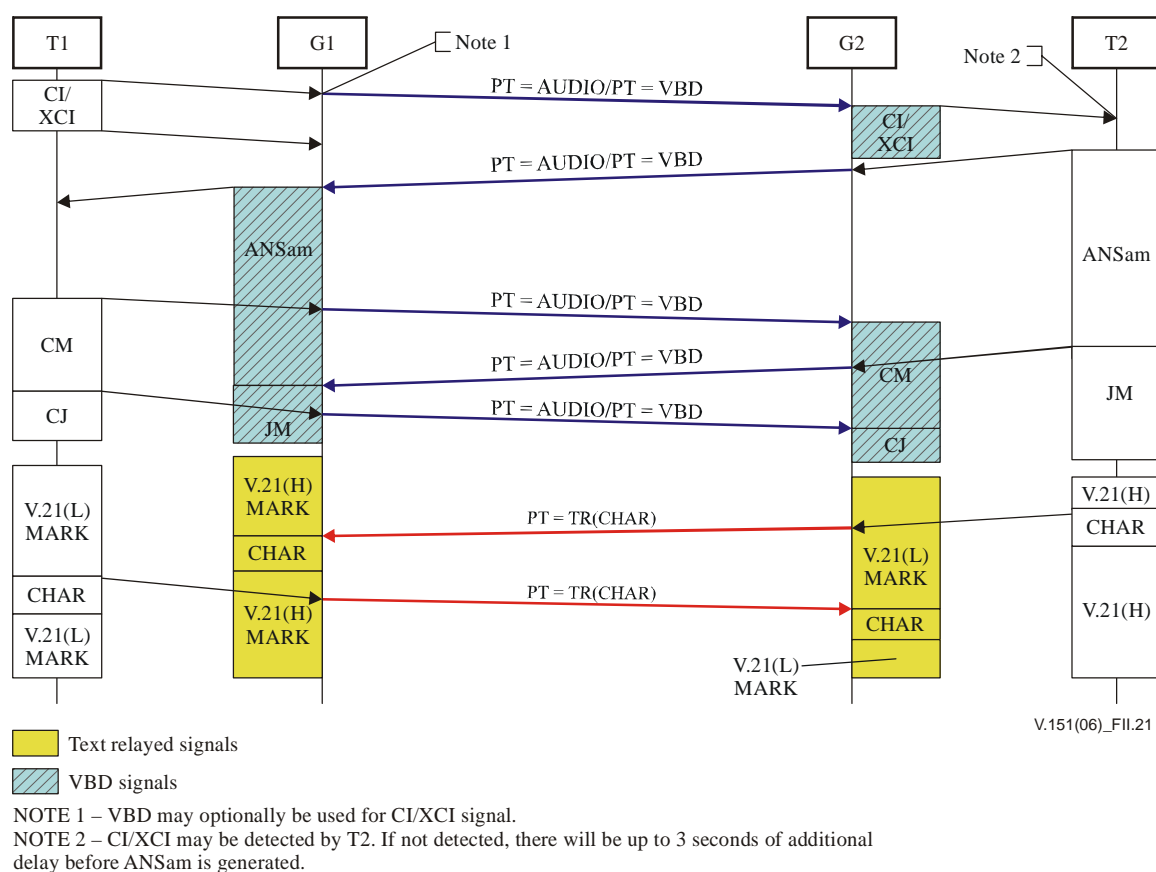 T1
G1
Note 1
G2
T2
Note 2
CI/
XCI
PT = AUDIO/PT = VBD
CI/
XCI
PT = AUDIO/PT = VBD
ANSam
ANSam
PT = AUDIO/PT = VBD
CM
PT = AUDIO/PT = VBD
CM
JM
CJ
PT = AUDIO/PT = VBD
JM
CJ
V.21(L)
MARK
V.21(H)
MARK
V.21(H)
PT = TR(CHAR)
CHAR
CHAR
V.21(L)
MARK
CHAR
PT = TR(CHAR)
V.21(H)
MARK
V.21(H)
CHAR
V.21(L)
MARK
V.21(L)
MARK
V.151(06)_FII.21
Text relayed signals
VBD signals
NOTE 1 – VBD may optionally be used for CI/XCI signal.
NOTE 2 – CI/XCI may be detected by T2. If not detected, there will be up to 3 seconds of additional
delay before ANSam is generated.